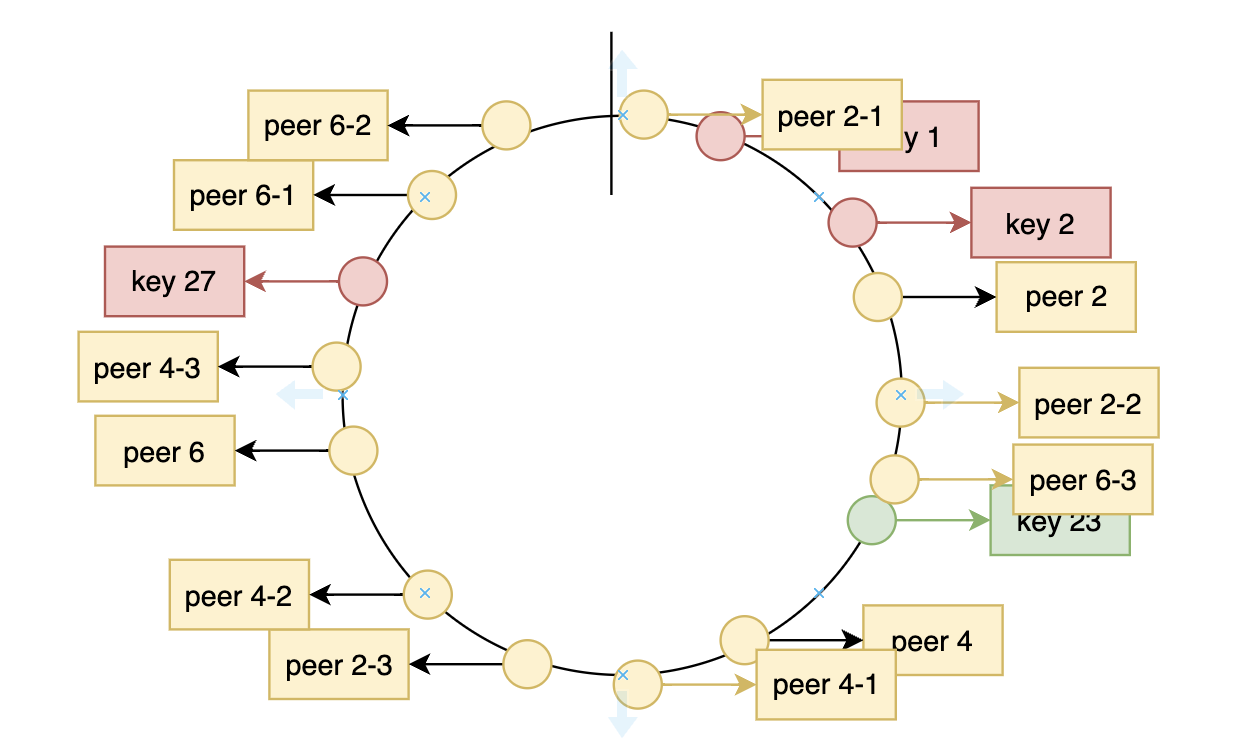 peer 6-2
peer 2-1
y 1
peer 6-1
key 2
key 27
peer 2
peer 4-3
peer 2-2
peer 6
peer 6-3
key 23
peer 4-2
peer 4
peer 2-3
peer 4-1